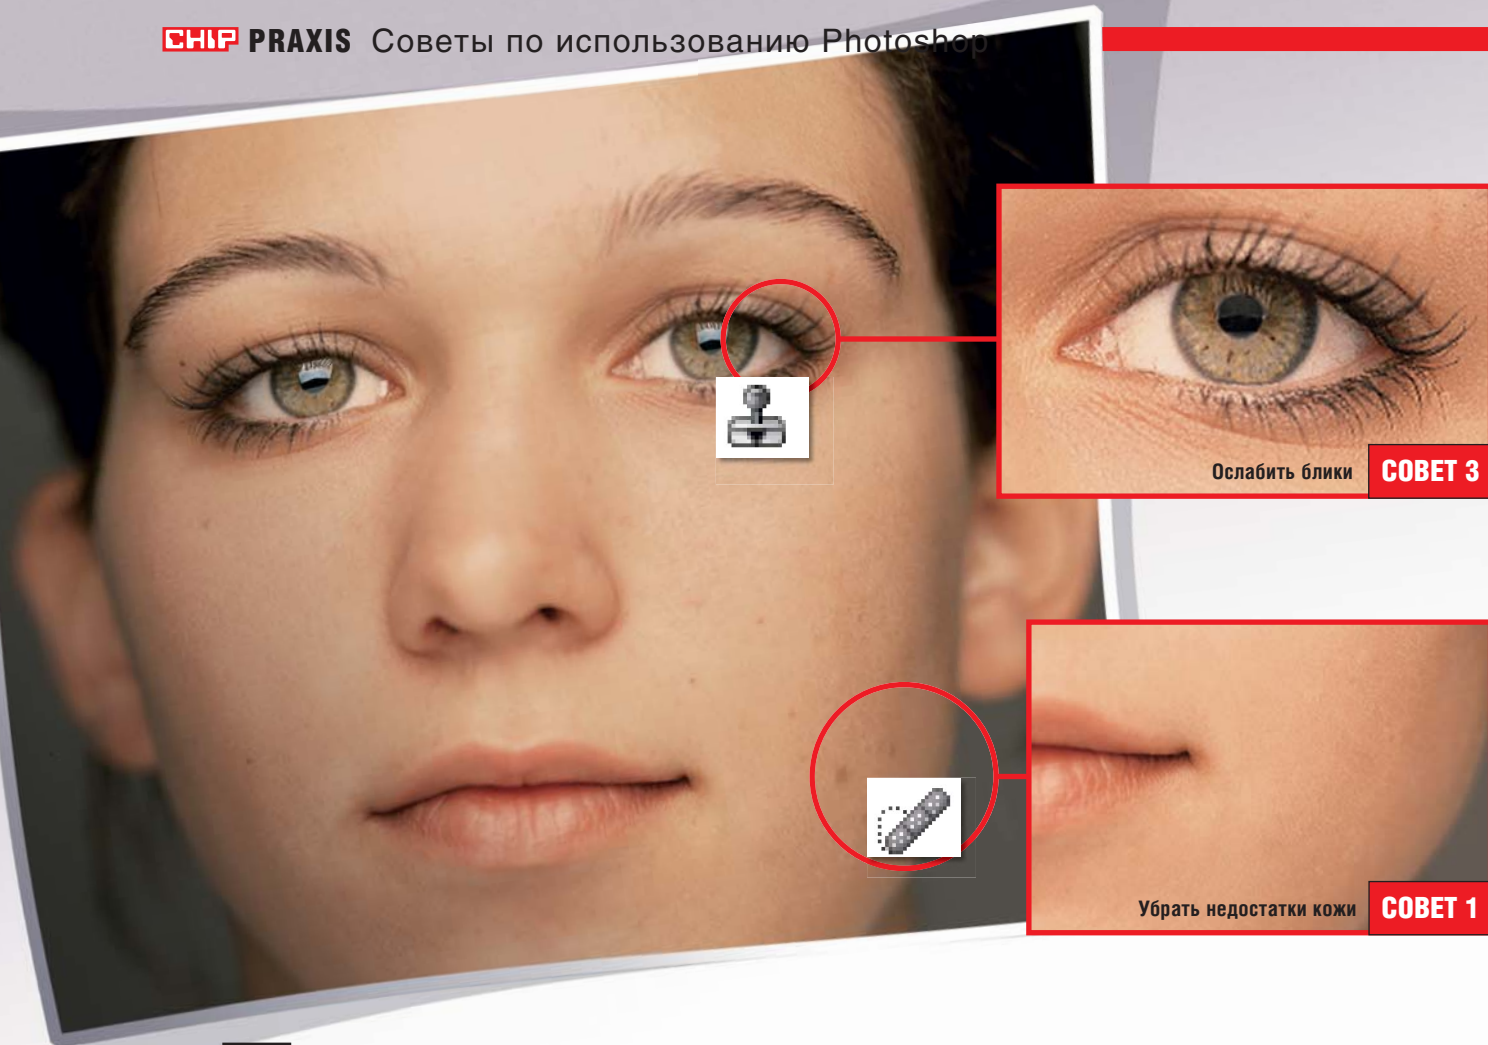 CHIP PRAXIS Советы по использованию Photoshop
Ослабить блики СОВЕТ 3
Убрать недостатки кожи СОВЕТ 1